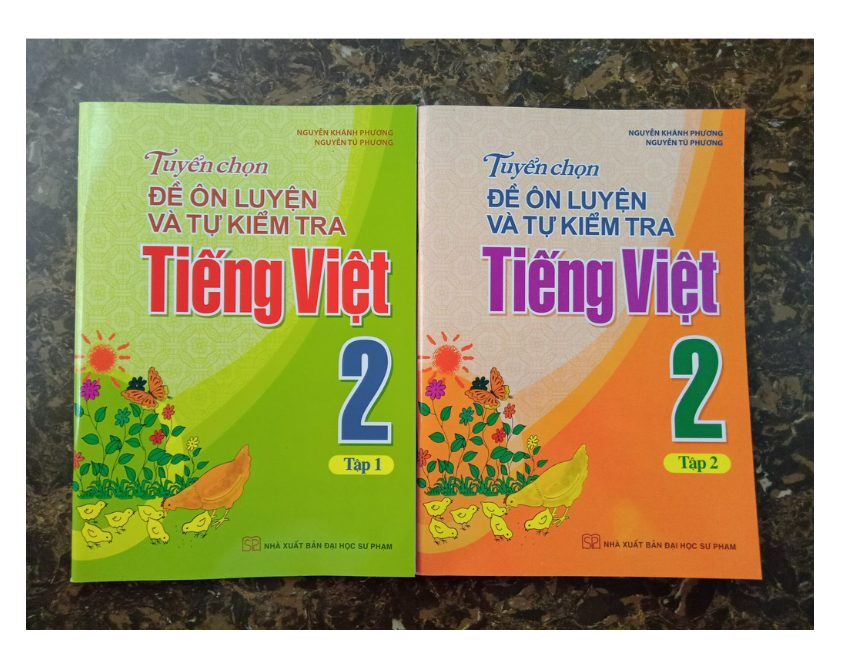 NGUYỄN KHÁNH PHƯƠNG
NGUYỄN TÚ PHƯƠNG
Tuyển chọn
ĐỀ ÔN LUYỆN
VÀ TỰ KIỂM TRA
Tiếng Việt
2
Tập 1
SP NHÀ XUẤT BẢN ĐẠI HỌC SƯ PHẠM
NGUYỄN KHÁNH PHƯƠNG
NGUYỄN TÚ PHƯƠNG
Tuyển chọn
ĐỀ ÔN LUYỆN
VÀ TỰ KIỂM TRA
Tiếng Việt
2
Tập 2
SP NHÀ XUẤT BẢN ĐẠI HỌC SƯ PHẠM